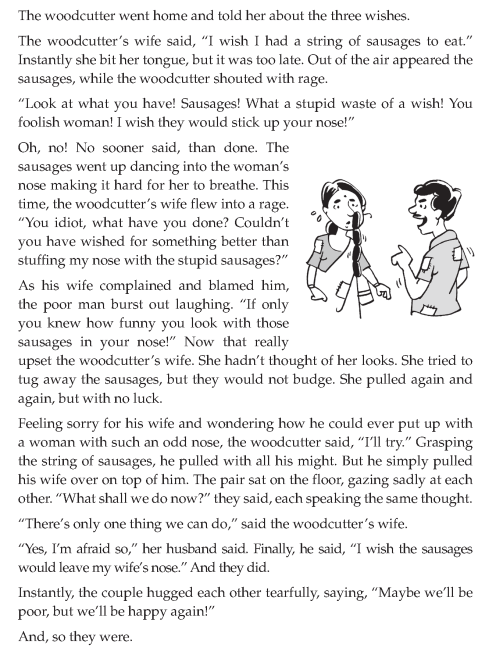 The woodcutter went home and told her about the three wishes.
The woodcutter's wife said, “I wish I had a string of sausages to eat.”
Instantly she bit her tongue, but it was too late. Out of the air appeared the
sausages, while the woodcutter shouted with rage.
“Look at what you have! Sausages! What a stupid waste of a wish! You
foolish woman! I wish they would stick up your nose!”
Oh, no! No sooner said, than done. The
sausages went up dancing into the woman's
nose making it hard for her to breathe. This
time, the woodcutter's wife flew into a rage.
“You idiot, what have you done? Couldn't
you have wished for something better than
stuffing my nose with the stupid sausages?”
As his wife complained and blamed him,
the poor man burst out laughing. “If only
you knew how funny you look with those
sausages in your nose!” Now that really
upset the woodcutter's wife. She hadn't thought of her looks. She tried to
tug away the sausages, but they would not budge. She pulled again and
again, but with no luck.
Feeling sorry for his wife and wondering how he could ever put up with
a woman with such an odd nose, the woodcutter said, “I'll try.” Grasping
the string of sausages, he pulled with all his might. But he simply pulled
his wife over on top of him. The pair sat on the floor, gazing sadly at each
other. “What shall we do now?” they said, each speaking the same thought.
“There's only one thing we can do,” said the woodcutter's wife.
“Yes, I'm afraid so,” her husband said. Finally, he said, “I wish the sausages
would leave my wife's nose.” And they did.
Instantly, the couple hugged each other tearfully, saying, “Maybe we'll be
poor, but we'll be happy again!”
And, so they were.